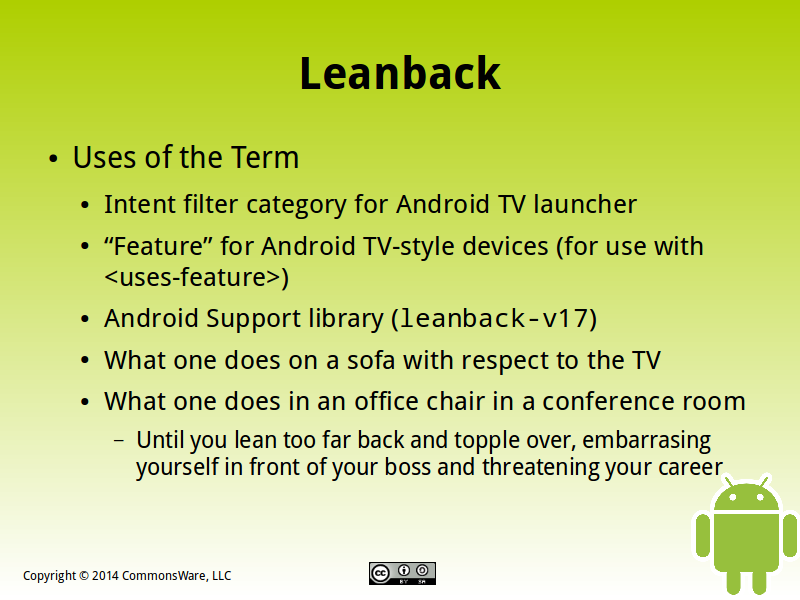 Leanback
• Uses of the Term
• Intent filter category for Android TV launcher
• “Feature” for Android TV-style devices (for use with
<uses-feature>)
• Android Support library (leanback-v17)
• What one does on a sofa with respect to the TV
• What one does in an office chair in a conference room
– Until you lean too far back and topple over, embarrasing
yourself in front of your boss and threatening your career
Copyright © 2014 CommonsWare, LLC
cc BY SA